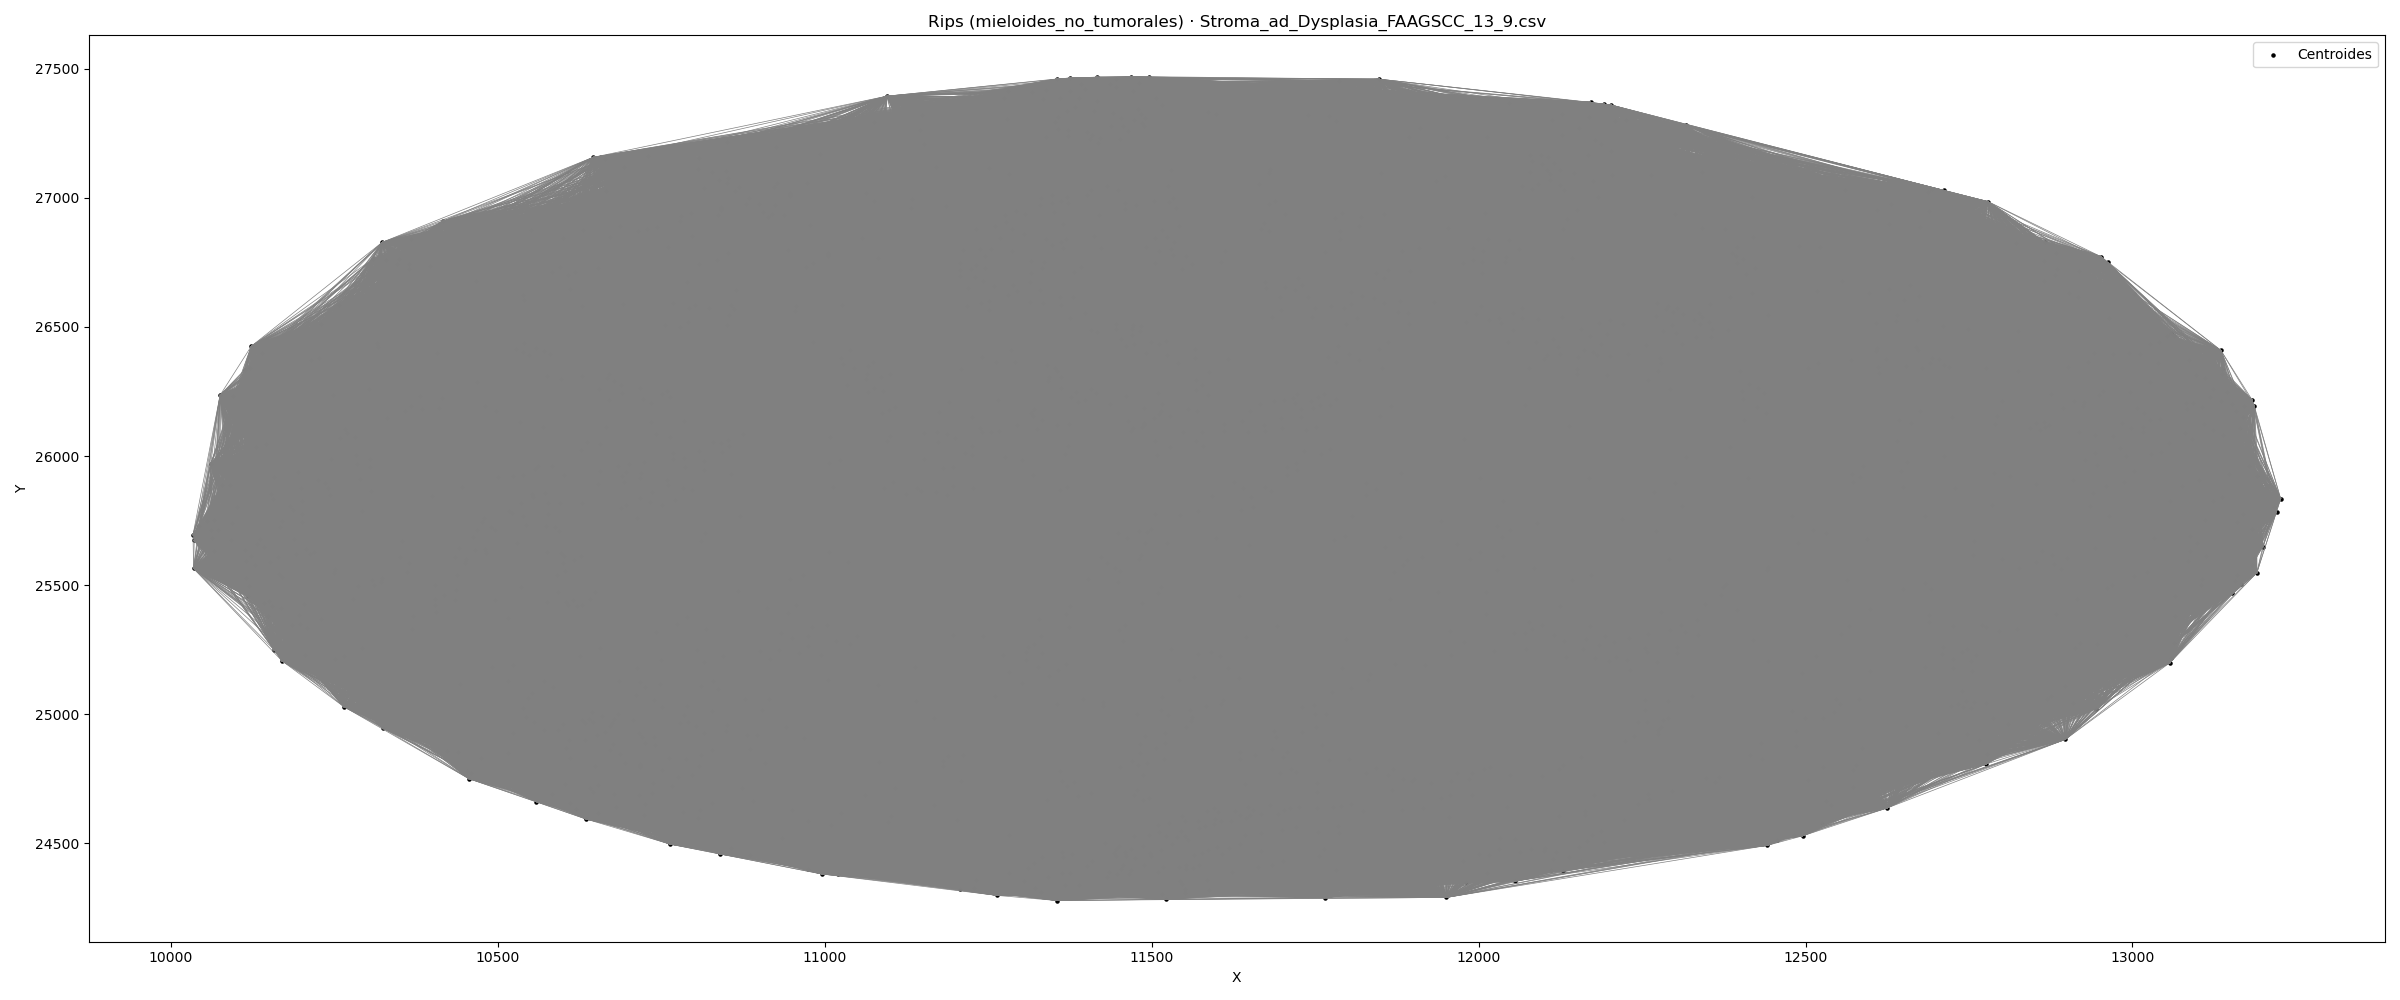 Rips (mieloides_no_tumorales) · Stroma_ad_Dysplasia_FAAGSCC_13_9.csv
Centroides
27500
27000
26500
26000
25500
25000
24500
Y
10000 10500 11000 11500 12000 12500 13000
X